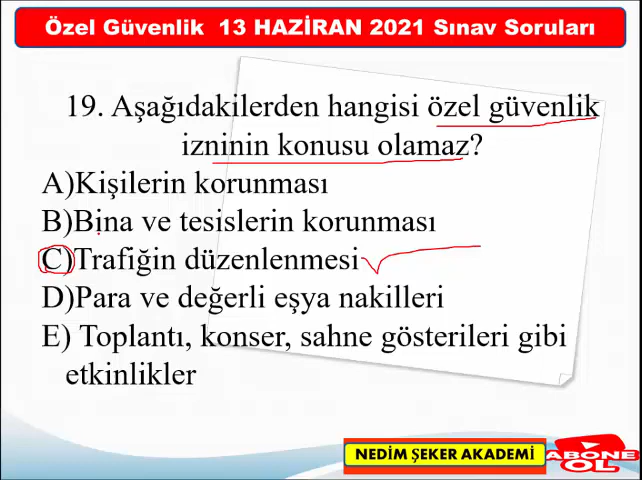 Özel Güvenlik 13 HAZİRAN 2021 Sınav Soruları
19. Aşağıdakilerden hangisi özel güvenlik
izninin konusu olamaz?
A)Kişilerin korunması
B)Bina ve tesislerin korunması
C)Trafiğin düzenlenmesi
D)Para ve değerli eşya nakilleri
E) Toplantı, konser, sahne gösterileri gibi
etkinlikler
NEDİM ŞEKER AKADEMİ
ABONE
OL